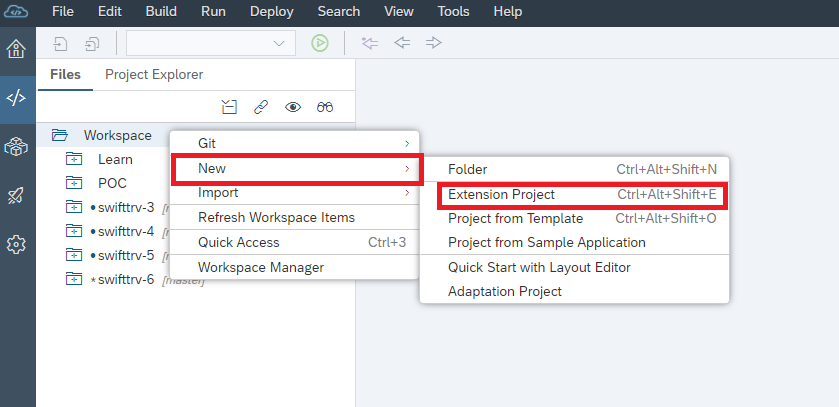 File Edit Build Run Deploy Search View Tools Help
Files Project Explorer
Workspace
Learn
POC
swifttrv-3
swifttrv-4
swifttrv-5
* swifttrv-6 [master]
Git
New
Import
Refresh Workspace Items
Quick Access Ctrl+3
Workspace Manager
Folder Ctrl+Alt+Shift+N
Extension Project Ctrl+Alt+Shift+E
Project from Template Ctrl+Alt+Shift+O
Project from Sample Application
Quick Start with Layout Editor
Adaptation Project